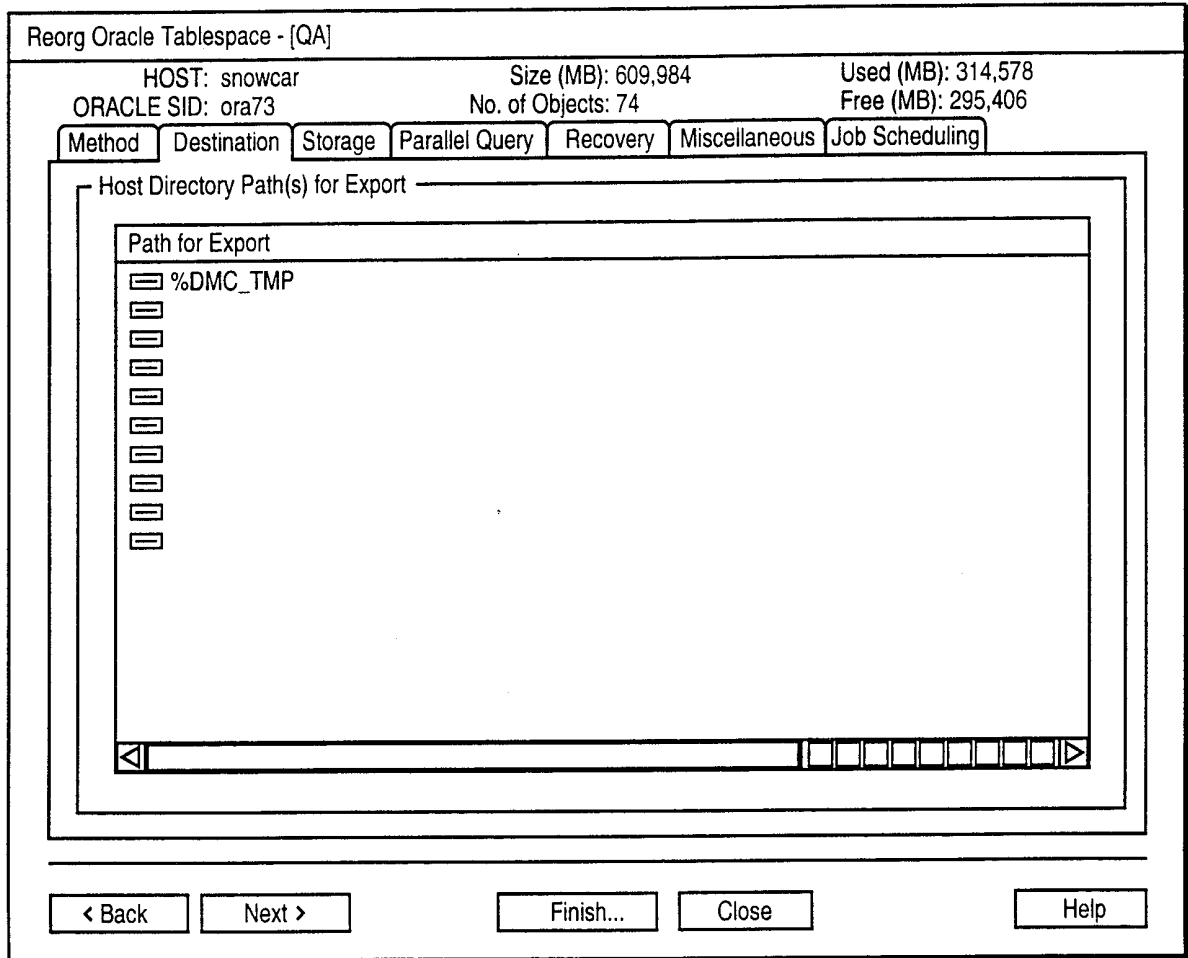 Reorg Oracle Tablespace - [QA]
HOST: snowcar Size (MB): 609,984 Used (MB): 314,578
ORACLE SID: ora73 No. of Objects: 74 Free (MB): 295,406
Method Destination Storage Parallel Query Recovery Miscellaneous Job Scheduling
Host Directory Path(s) for Export
Path for Export
%DMC_TMP
< Back Next > Finish... Close Help